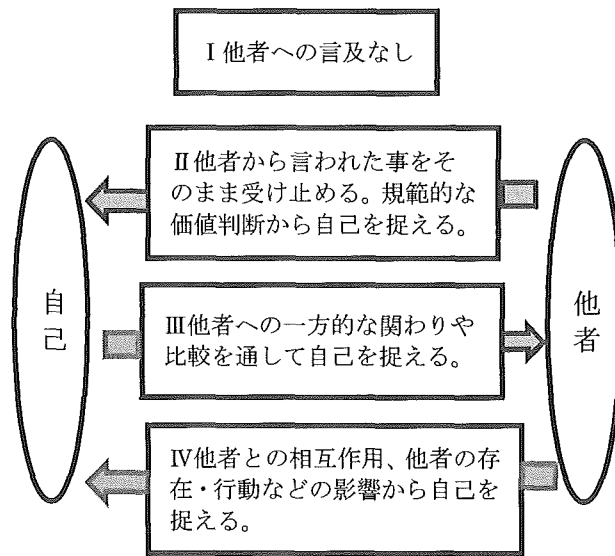 Ⅰ他者への言及なし
Ⅱ他者から言われた事をそ
のまま受け止める。規範的な
価値判断から自己を捉える。
自己
Ⅲ他者への一方的な関わりや
比較を通して自己を捉える。
他者
Ⅳ他者との相互作用、他者の存
在・行動などの影響から自己を
捉える。